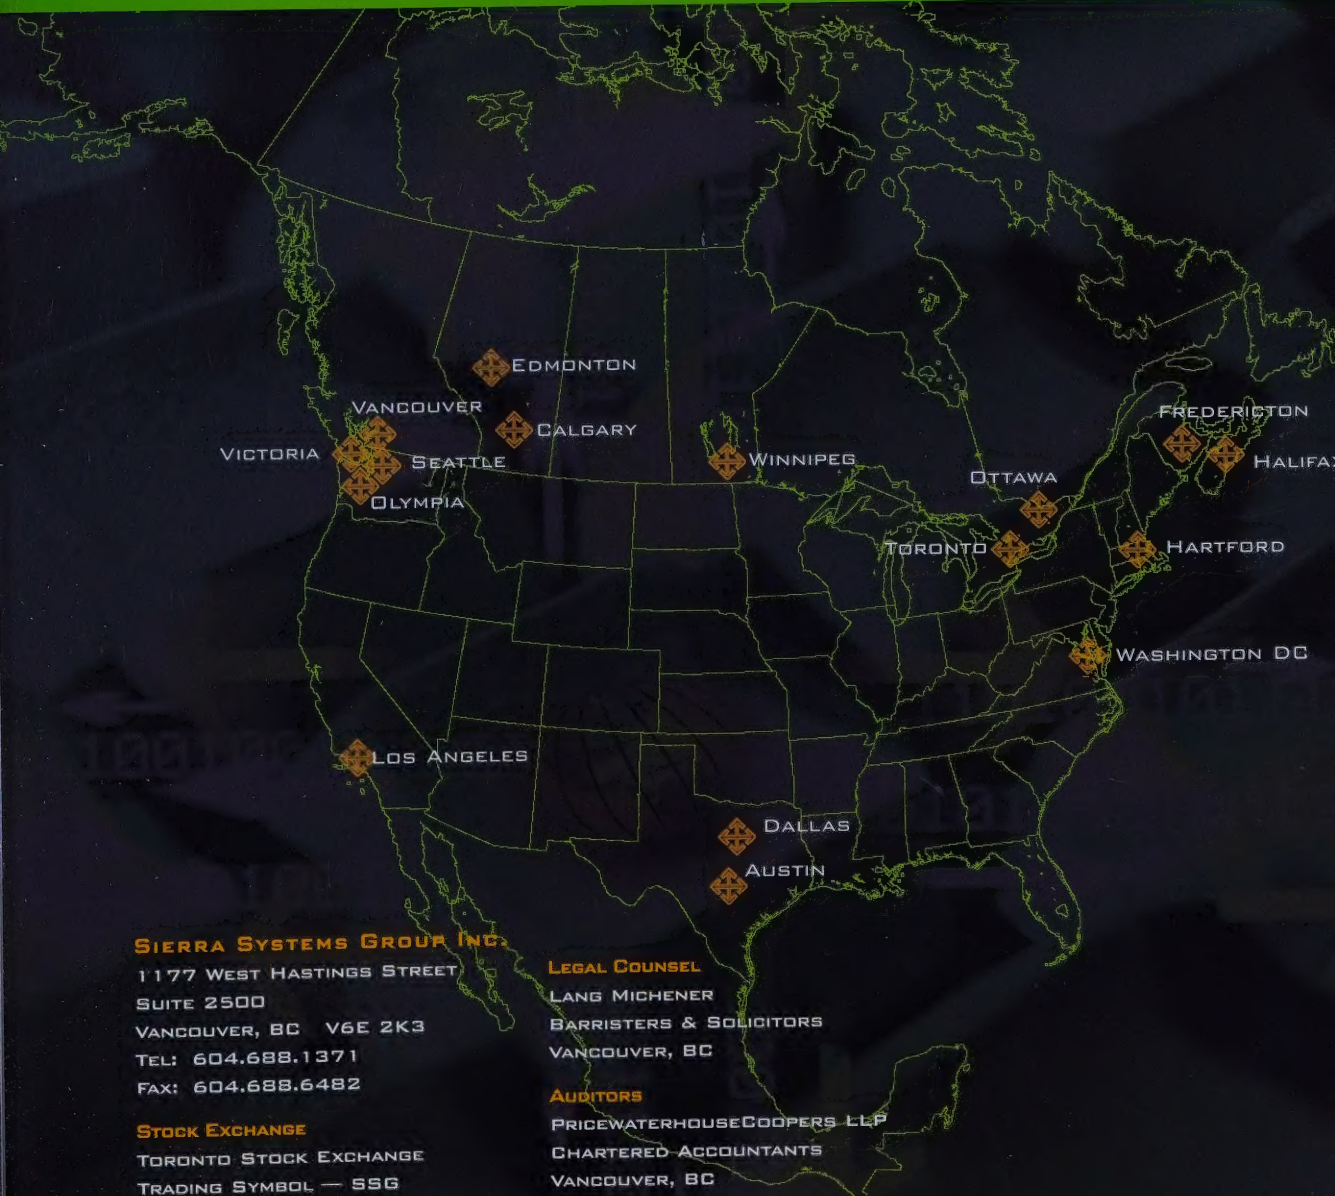 Edmonton
Vancouver
Calgary
Victoria
Seattle
Olympia
Winnipeg
Fredericton
Halifax
Ottawa
Toronto
Hartford
Washington DC
Los Angeles
Dallas
Austin
Sierra Systems Group Inc.
1177 West Hastings Street
Suite 2500
Vancouver, BC V6E 2K3
Tel: 604.688.1371
Fax: 604.688.6482
Stock Exchange
Toronto Stock Exchange
Trading Symbol — SSG
Legal Counsel
Lang Michener
Barristers & Solicitors
Vancouver, BC
Auditors
PricewaterhouseCoopers LLP
Chartered Accountants
Vancouver, BC